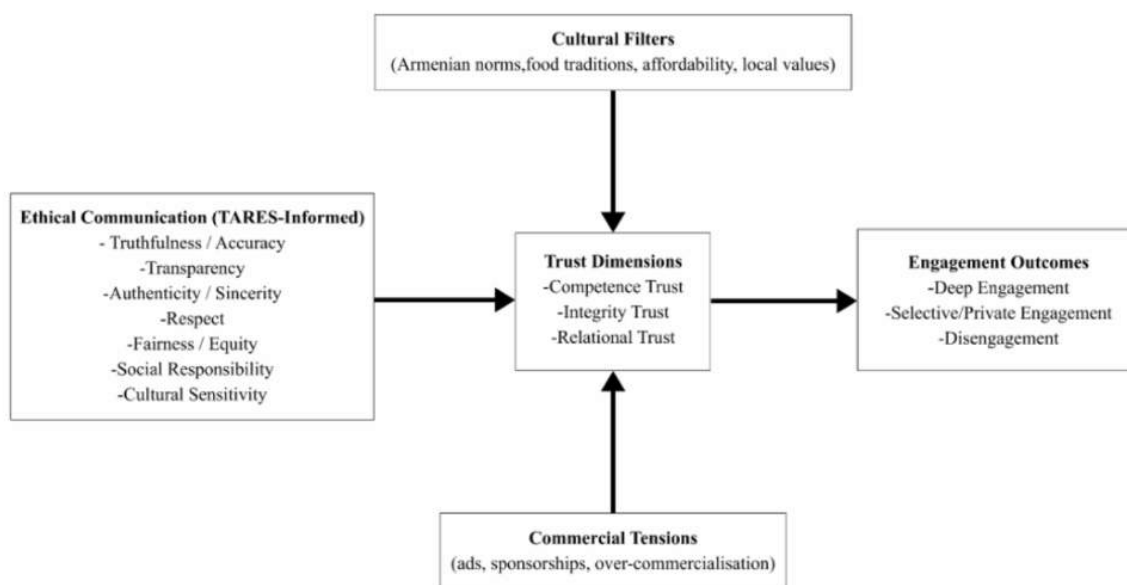 Cultural Filters
(Armenian norms,food traditions, affordability, local values)
Ethical Communication (TARES-Informed)
- Truthfulness / Accuracy
-Transparency
-Authenticity / Sincerity
-Respect
-Fairness / Equity
-Social Responsibility
-Cultural Sensitivity
Trust Dimensions
-Competence Trust
-Integrity Trust
-Relational Trust
Engagement Outcomes
-Deep Engagement
-Selective/Private Engagement
-Disengagement
Commercial Tensions
(ads, sponsorships, over-commercialisation)